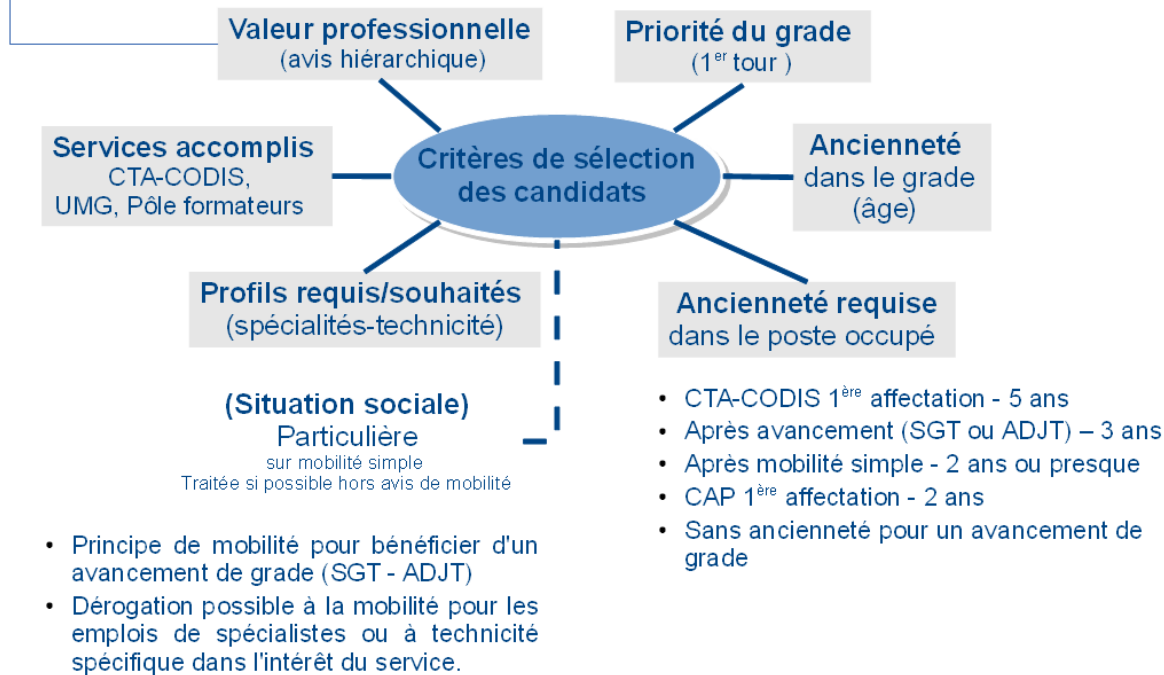 Valeur professionnelle
(avis hiérarchique)
Priorité du grade
(1er tour )
Services accomplis
CTA-CODIS,
UMG, Pôle formateurs
Critères de sélection
des candidats
Ancienneté
dans le grade
(âge)
Profils requis/souhaités
(spécialités-technicité)
Ancienneté requise
dans le poste occupé
(Situation sociale)
Particulière
sur mobilité simple
Traitée si possible hors avis de mobilité
• CTA-CODIS 1ère affectation - 5 ans
• Après avancement (SGT ou ADJT) – 3 ans
• Après mobilité simple - 2 ans ou presque
• CAP 1ère affectation - 2 ans
• Sans ancienneté pour un avancement de
grade
• Principe de mobilité pour bénéficier d'un
avancement de grade (SGT - ADJT)
• Dérogation possible à la mobilité pour les
emplois de spécialistes ou à technicité
spécifique dans l'intérêt du service.